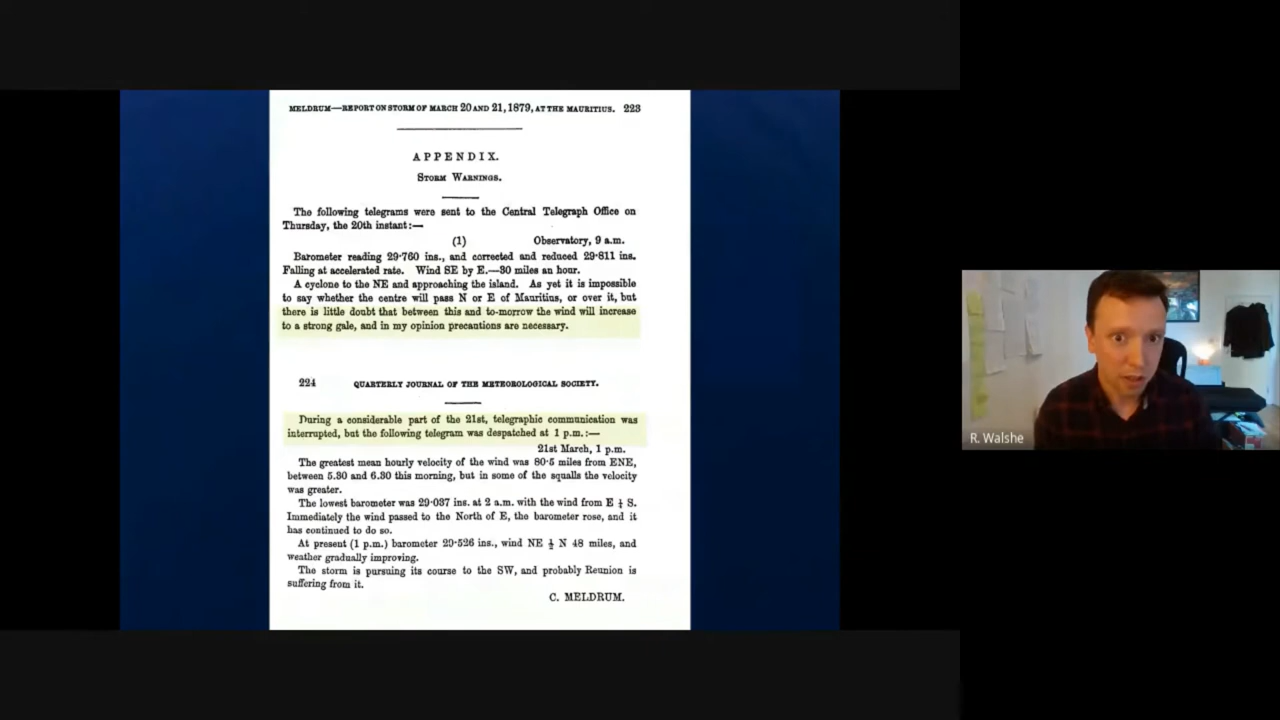 MELDRUM—REPORT ON STORM OF MARCH 20 AND 21, 1879, AT THE MAURITIUS. 223
APPENDIX.
STORM WARNINGS.
The following telegrams were sent to the Central Telegraph Office on
Thursday, the 20th instant:—
(1) Observatory, 9 a.m.
Barometer reading 29·760 ins., and corrected and reduced 29·811 ins.
Falling at accelerated rate. Wind SE by E.—30 miles an hour.
A cyclone to the NE and approaching the island. As yet it is impossible
to say whether the centre will pass N or E of Mauritius, or over it, but
there is little doubt that between this and to-morrow the wind will increase
to a strong gale, and in my opinion precautions are necessary.
224 QUARTERLY JOURNAL OF THE METEOROLOGICAL SOCIETY.
During a considerable part of the 21st, telegraphic communication was
interrupted, but the following telegram was despatched at 1 p.m.:—
21st March, 1 p.m.
The greatest mean hourly velocity of the wind was 80·5 miles from ENE,
between 5.30 and 6.30 this morning, but in some of the squalls the velocity
was greater.
The lowest barometer was 29·037 ins. at 2 a.m. with the wind from E ¼ S.
Immediately the wind passed to the North of E, the barometer rose, and it
has continued to do so.
At present (1 p.m.) barometer 29·526 ins., wind NE ½ N 48 miles, and
weather gradually improving.
The storm is pursuing its course to the SW, and probably Reunion is
suffering from it.
C. MELDRUM.
R. Walshe